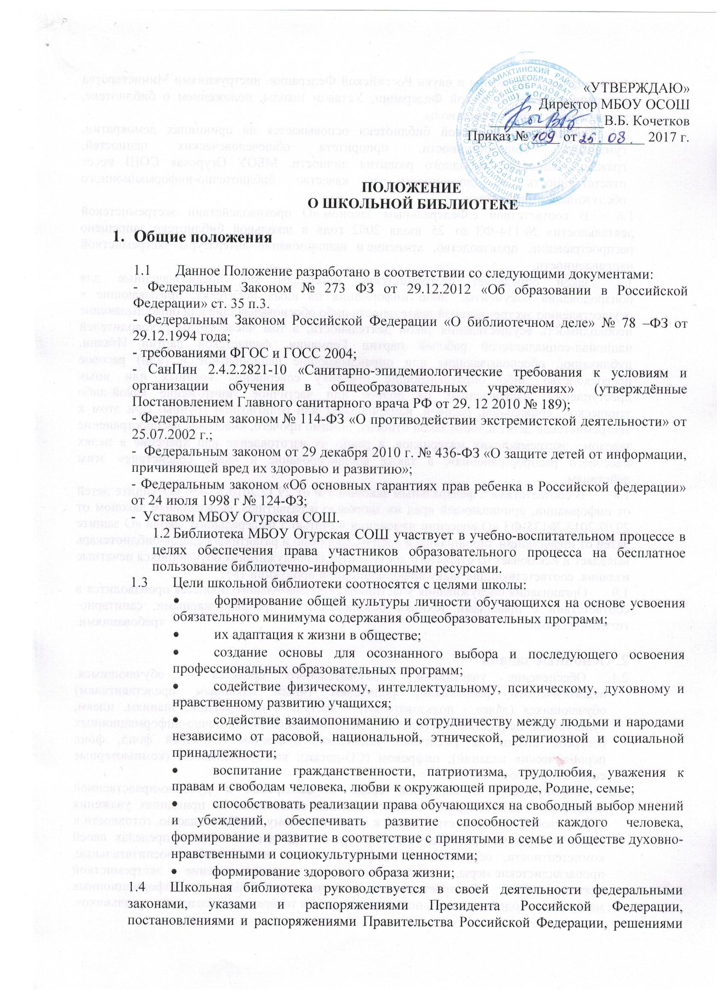 «УТВЕРЖДАЮ»
Директор МБОУ ОСОШ
В.Б. Кочетков
Приказ № 109 от 25.08. 2017 г.
ПОЛОЖЕНИЕ
О ШКОЛЬНОЙ БИБЛИОТЕКЕ
1. Общие положения
1.1 Данное Положение разработано в соответствии со следующими документами:
- Федеральным Законом № 273 ФЗ от 29.12.2012 «Об образовании в Российской
Федерации» ст. 35 п.3.
- Федеральным Законом Российской Федерации «О библиотечном деле» № 78 –ФЗ от
29.12.1994 года;
- требованиями ФГОС и ГОСС 2004;
- СанПин 2.4.2.2821-10 «Санитарно-эпидемиологические требования к условиям и
организации обучения в общеобразовательных учреждениях» (утверждённые
Постановлением Главного санитарного врача РФ от 29. 12 2010 № 189);
- Федеральным законом № 114-ФЗ «О противодействии экстремистской деятельности» от
25.07.2002 г.;
- Федеральным законом от 29 декабря 2010 г. № 436-ФЗ «О защите детей от информации,
причиняющей вред их здоровью и развитию»;
- Федеральным законом «Об основных гарантиях прав ребенка в Российской федерации»
от 24 июля 1998 г № 124-ФЗ;
- Уставом МБОУ Огурская СОШ.
1.2 Библиотека МБОУ Огурская СОШ участвует в учебно-воспитательном процессе в
целях обеспечения права участников образовательного процесса на бесплатное
пользование библиотечно-информационными ресурсами.
1.3 Цели школьной библиотеки соотносятся с целями школы:
• формирование общей культуры личности обучающихся на основе усвоения
обязательного минимума содержания общеобразовательных программ;
• их адаптация к жизни в обществе;
• создание основы для осознанного выбора и последующего освоения
профессиональных образовательных программ;
• содействие физическому, интеллектуальному, психическому, духовному и
нравственному развитию учащихся;
• содействие взаимопониманию и сотрудничеству между людьми и народами
независимо от расовой, национальной, этнической, религиозной и социальной
принадлежности;
• воспитание гражданственности, патриотизма, трудолюбия, уважения к
правам и свободам человека, любви к окружающей природе, Родине, семье;
• способствовать реализации права обучающихся на свободный выбор мнений
и убеждений, обеспечивать развитие способностей каждого человека,
формирование и развитие в соответствие с принятыми в семье и обществе духовно-
нравственными и социокультурными ценностями;
• формирование здорового образа жизни;
1.4 Школьная библиотека руководствуется в своей деятельности федеральными
законами, указами и распоряжениями Президента Российской Федерации,
постановлениями и распоряжениями Правительства Российской Федерации, решениями